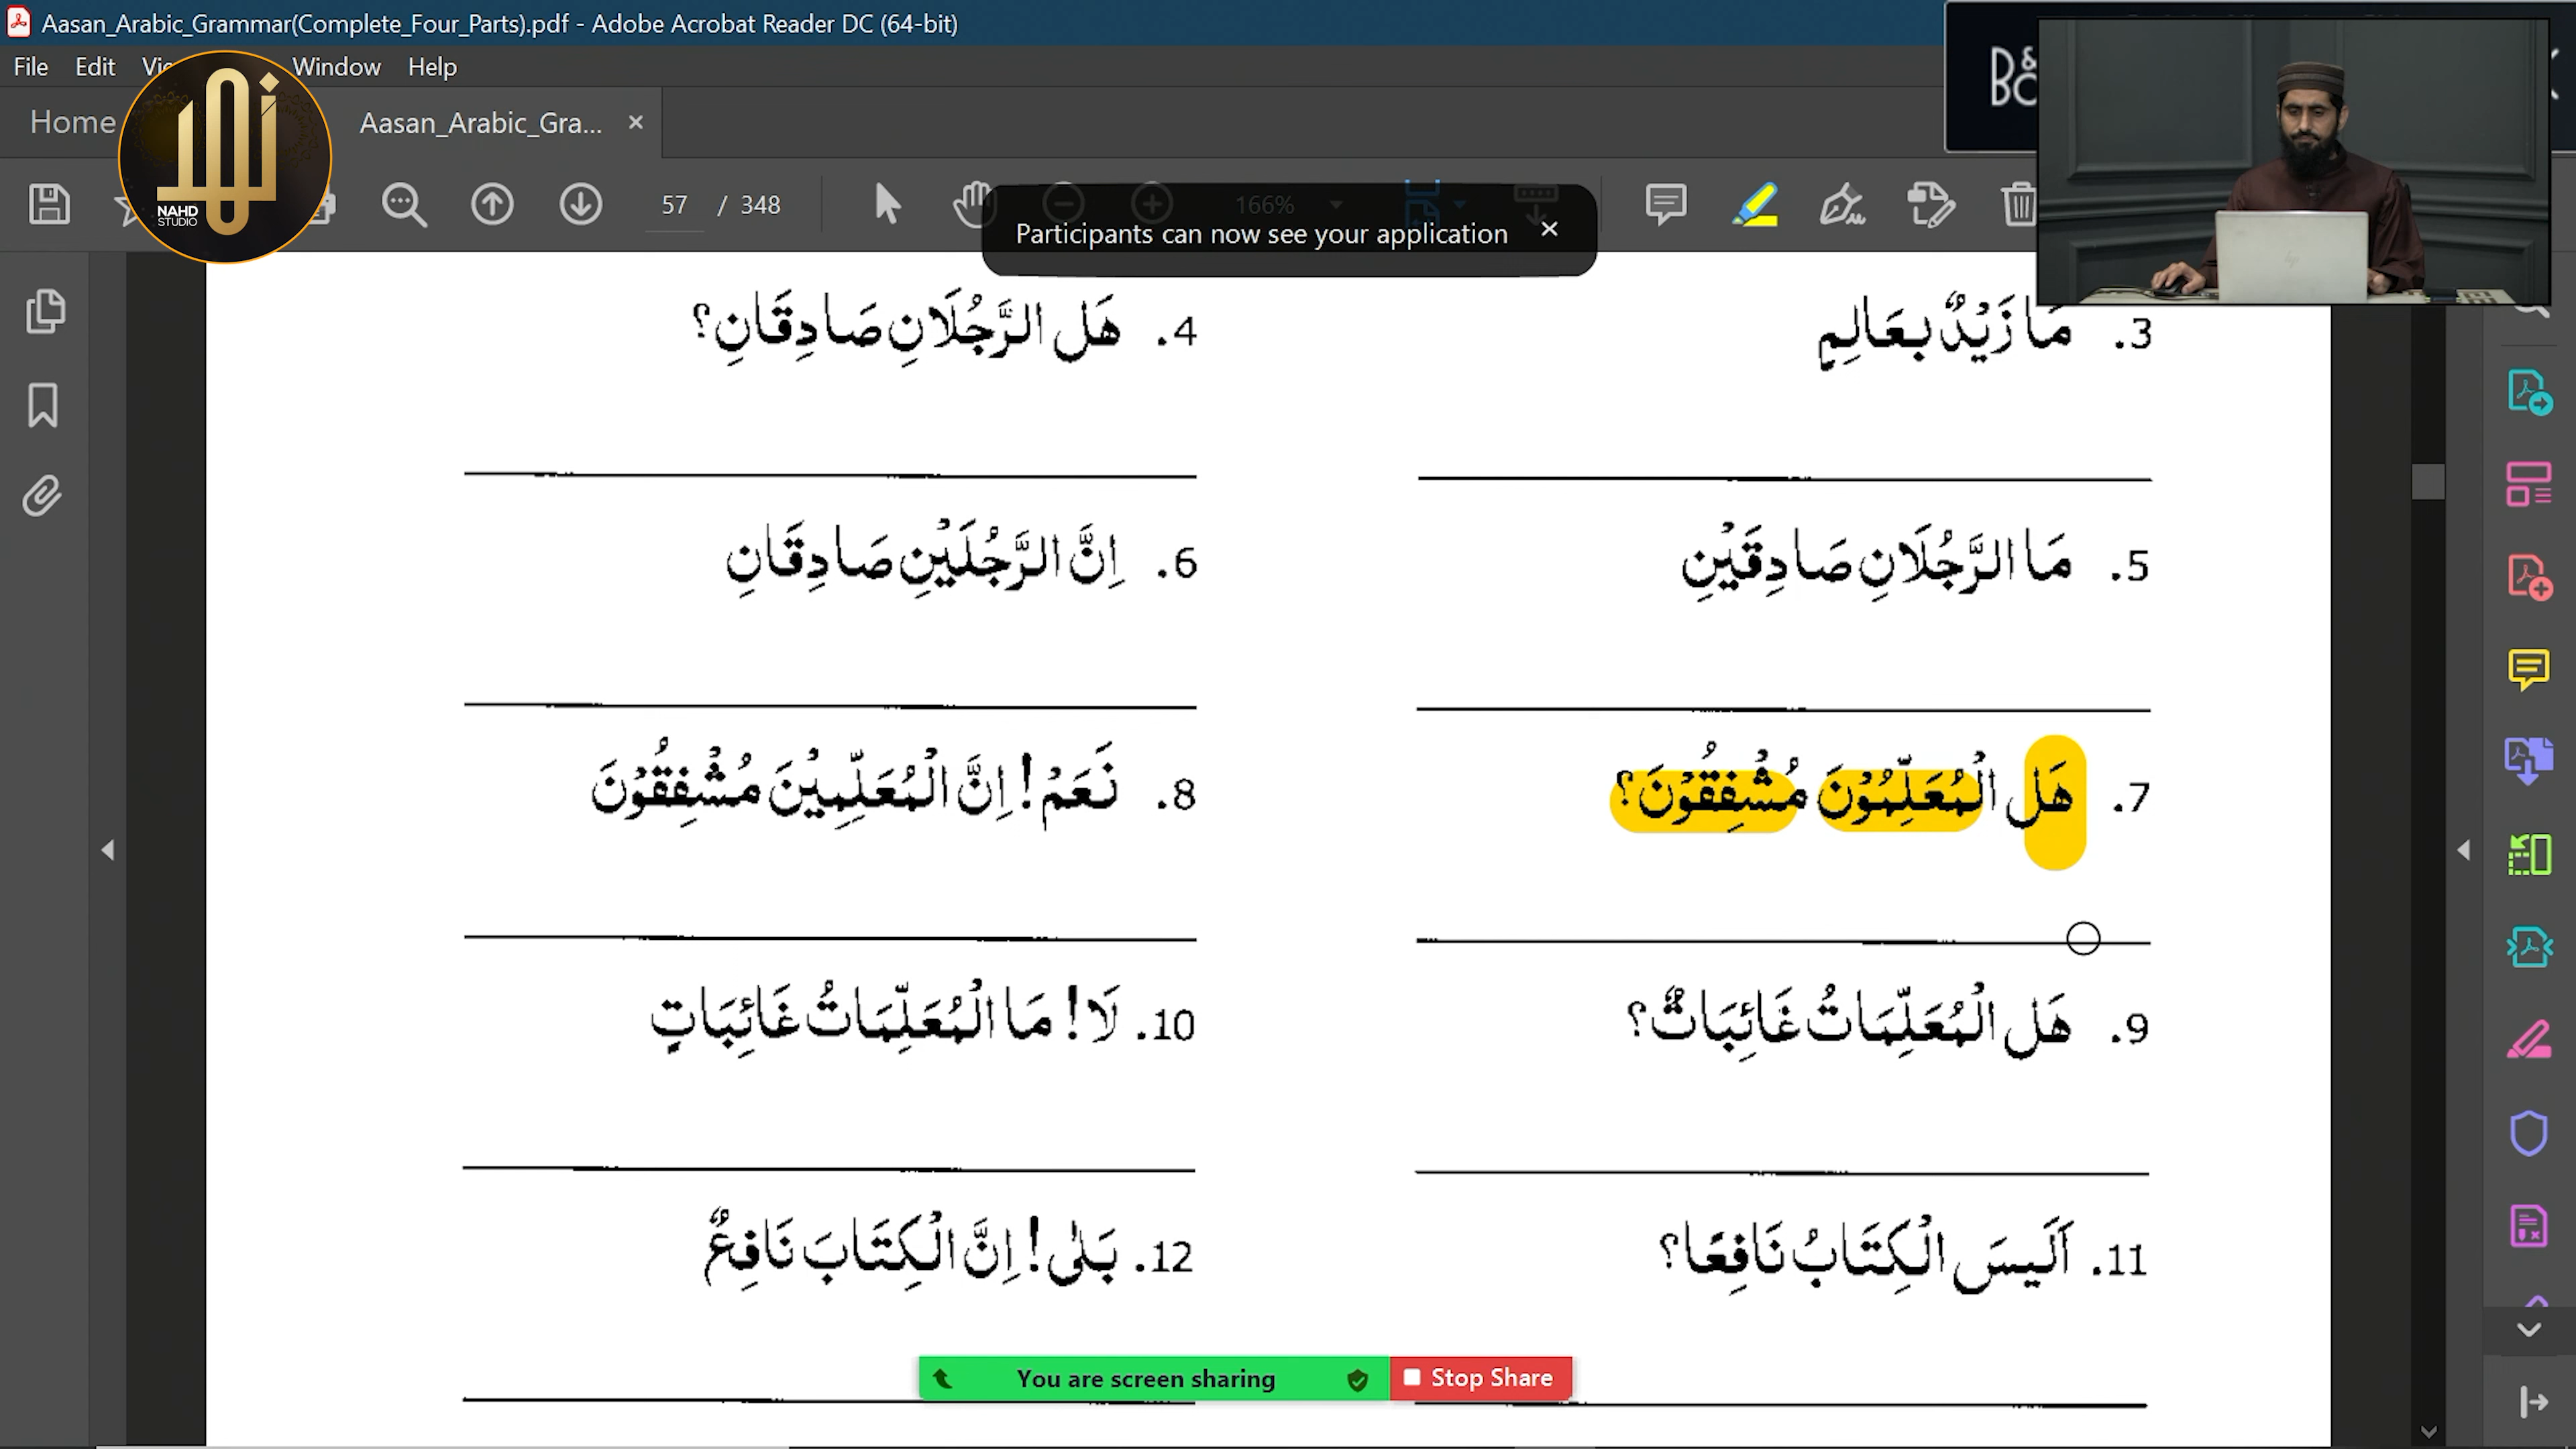 Aasan_Arabic_Grammar(Complete_Four_Parts).pdf - Adobe Acrobat Reader DC (64-bit)
File Edit Window Help
Home
Aasan_Arabic_Gra...
NAHD
STUDIO
57 / 348
166%
Participants can now see your application
3. مَا زَيْدٌ بِعَالِمٍ
4. هَلِ الرَّجُلَانِ صَادِقَانِ؟
5. مَا الرَّجُلَانِ صَادِقَيْنِ
6. اِنَّ الرَّجُلَيْنِ صَادِقَانِ
7. هَلِ الْمُعَلِّمُوْنَ مُشْفِقُوْنَ؟
8. نَعَمْ! اِنَّ الْمُعَلِّمِيْنَ مُشْفِقُوْنَ
9. هَلِ الْمُعَلِّمَاتُ غَائِبَاتٌ؟
10. لَا! مَا الْمُعَلِّمَاتُ غَائِبَاتٍ
11. اَلَيسَ الْكِتَابُ نَافِعًا؟
12. بَلٰى! اِنَّ الْكِتَابَ نَافِعٌ
You are screen sharing
Stop Share